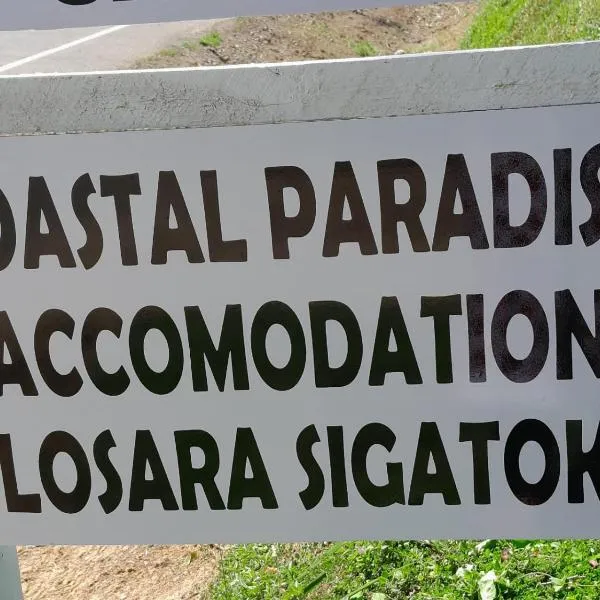 OASTAL PARADIS
ACCOMODATION
LOSARA SIGATOK